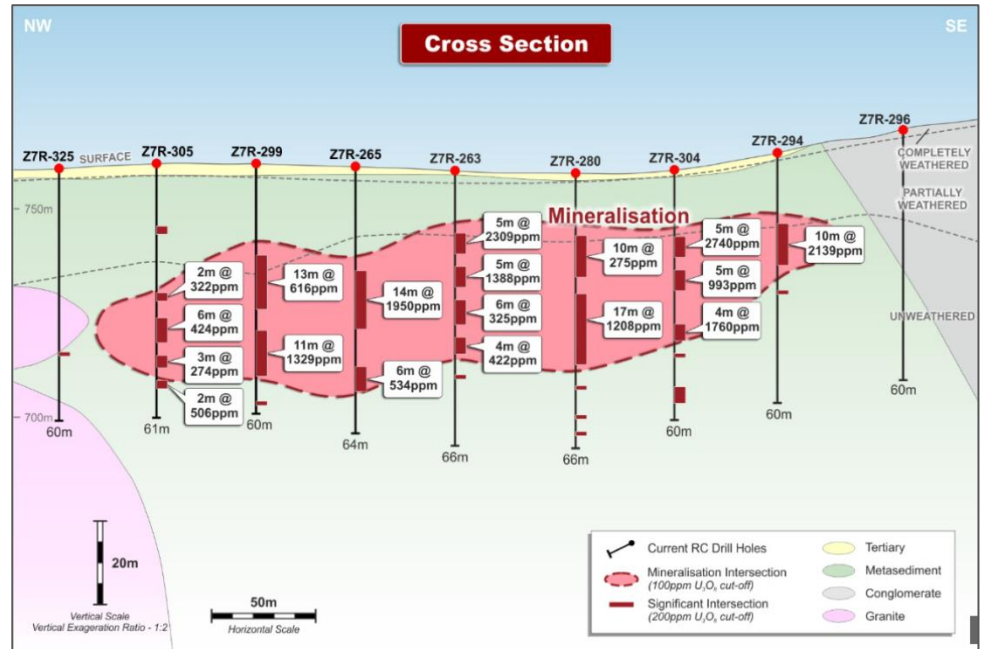 NW
SE
Cross Section
Z7R-325
SURFACE
Z7R-305
Z7R-299
Z7R-265
Z7R-263
Z7R-280
Z7R-304
Z7R-294
Z7R-296
COMPLETELY
WEATHERED
PARTIALLY
WEATHERED
UNWEATHERED
750m
700m
Mineralisation
2m @
322ppm
6m @
424ppm
3m @
274ppm
2m @
506ppm
13m @
616ppm
11m @
1329ppm
14m @
1950ppm
6m @
534ppm
5m @
2309ppm
5m @
1388ppm
6m @
325ppm
4m @
422ppm
10m @
275ppm
17m @
1208ppm
5m @
2740ppm
5m @
993ppm
4m @
1760ppm
10m @
2139ppm
60m
61m
60m
64m
66m
66m
60m
60m
60m
20m
Vertical Scale
Vertical Exageration Ratio - 1:2
50m
Horizontal Scale
Current RC Drill Holes
Mineralisation Intersection
(100ppm U₃O₈ cut-off)
Significant Intersection
(200ppm U₃O₈ cut-off)
Tertiary
Metasediment
Conglomerate
Granite